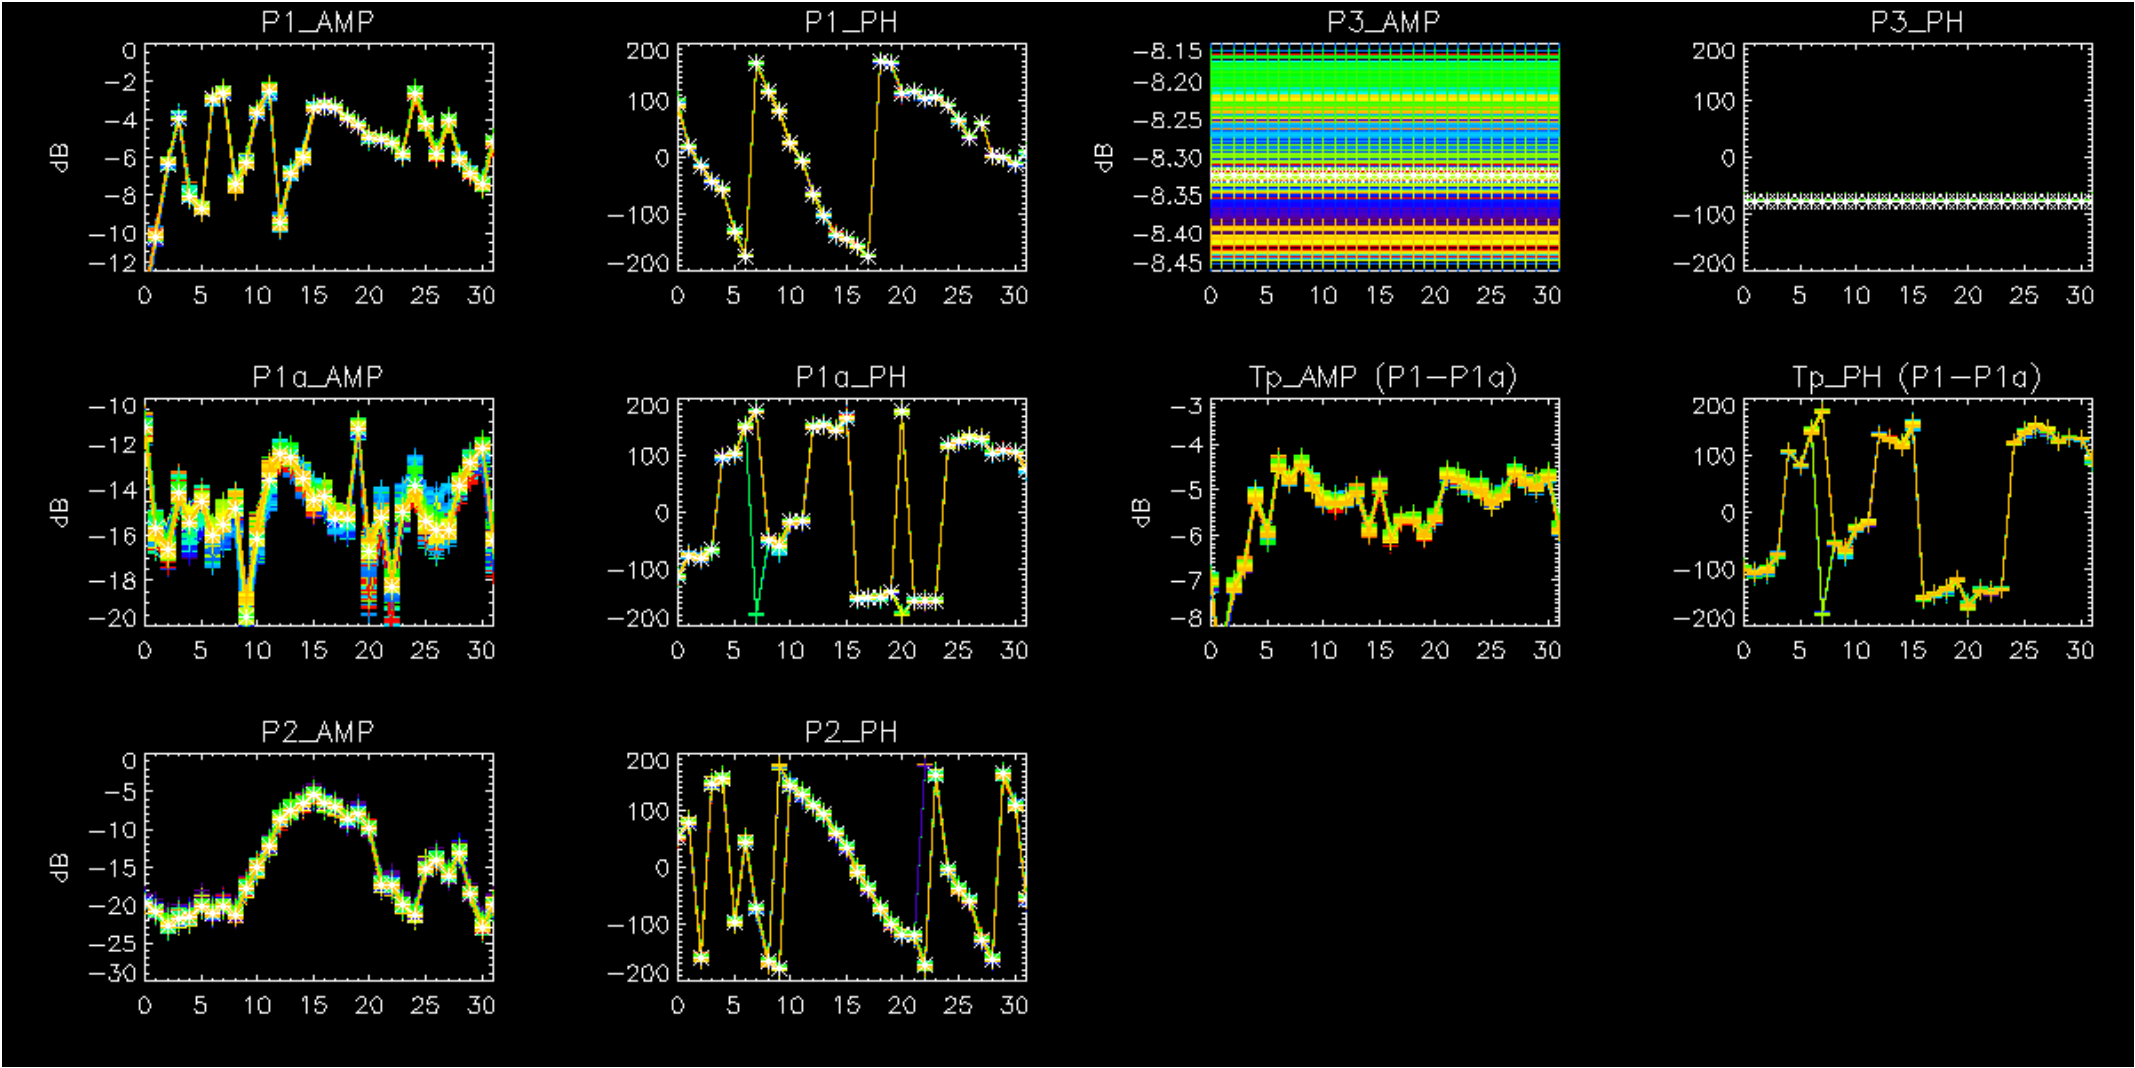 P1_AMP
P1_PH
P3_AMP
P3_PH
0
-2
-4
-6
-8
-10
-12
dB
0 5 10 15 20 25 30
200
100
0
-100
-200
0 5 10 15 20 25 30
-8.15
-8.20
-8.25
-8.30
-8.35
-8.40
-8.45
dB
0 5 10 15 20 25 30
200
100
0
-100
-200
0 5 10 15 20 25 30
P1a_AMP
P1a_PH
Tp_AMP (P1-P1a)
Tp_PH (P1-P1a)
-10
-12
-14
-16
-18
-20
dB
0 5 10 15 20 25 30
200
100
0
-100
-200
0 5 10 15 20 25 30
-3
-4
-5
-6
-7
-8
dB
0 5 10 15 20 25 30
200
100
0
-100
-200
0 5 10 15 20 25 30
P2_AMP
P2_PH
0
-5
-10
-15
-20
-25
-30
dB
0 5 10 15 20 25 30
200
100
0
-100
-200
0 5 10 15 20 25 30